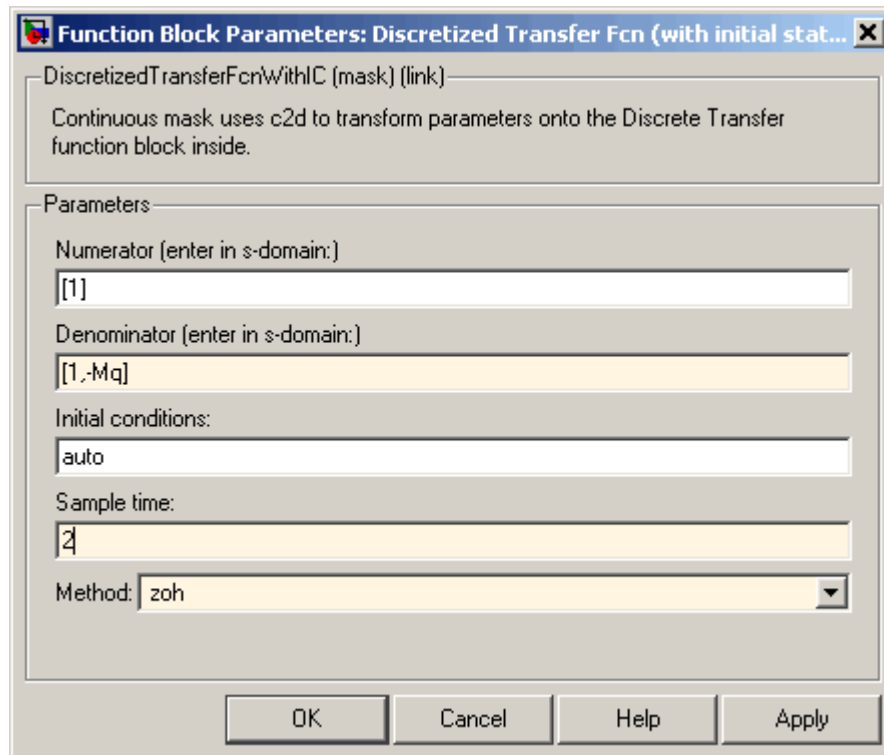 Function Block Parameters: Discretized Transfer Fcn (with initial stat...
DiscretizedTransferFcnWithIC (mask) (link)
Continuous mask uses c2d to transform parameters onto the Discrete Transfer
function block inside.
Parameters
Numerator (enter in s-domain:)
[1]
Denominator (enter in s-domain:)
[1,-Mq]
Initial conditions:
auto
Sample time:
2
Method: zoh
OK Cancel Help Apply